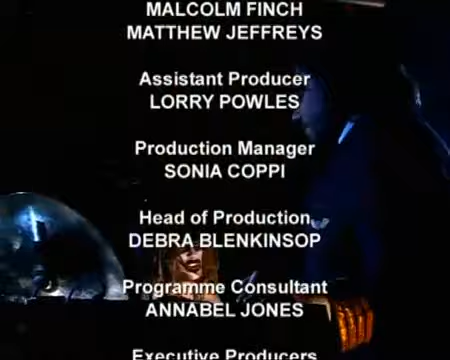 MALCOLM FINCH
MATTHEW JEFFREYS
Assistant Producer
LORRY POWLES
Production Manager
SONIA COPPI
Head of Production
DEBRA BLENKINSOP
Programme Consultant
ANNABEL JONES
Executive Producers